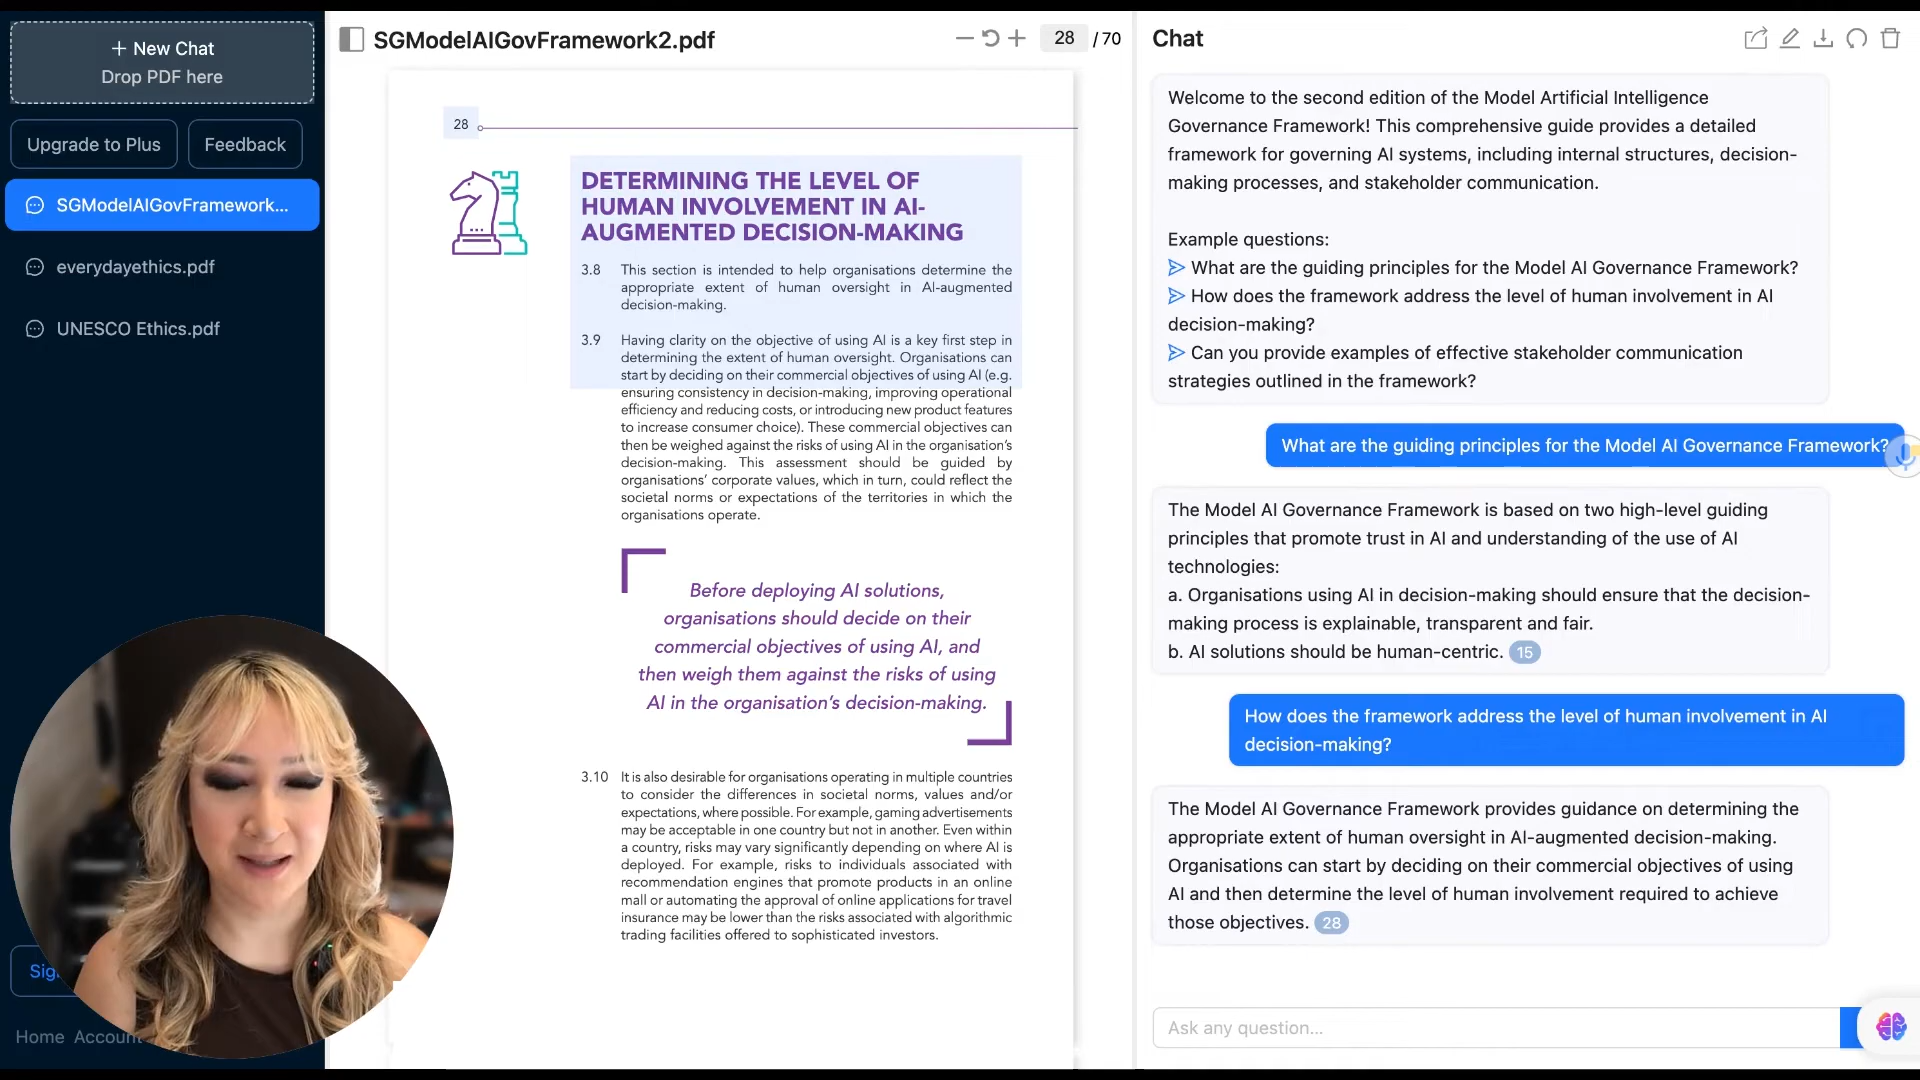 + New Chat
Drop PDF here
Upgrade to Plus
Feedback
SGModelAIGovFramework...
everydayethics.pdf
UNESCO Ethics.pdf
Home Account
SGModelAIGovFramework2.pdf
28 / 70
28
DETERMINING THE LEVEL OF
HUMAN INVOLVEMENT IN AI-
AUGMENTED DECISION-MAKING
3.8 This section is intended to help organisations determine the
appropriate extent of human oversight in AI-augmented
decision-making.
3.9 Having clarity on the objective of using AI is a key first step in
determining the extent of human oversight. Organisations can
start by deciding on their commercial objectives of using AI (e.g.
ensuring consistency in decision-making, improving operational
efficiency and reducing costs, or introducing new product features
to increase consumer choice). These commercial objectives can
then be weighed against the risks of using AI in the organisation's
decision-making. This assessment should be guided by
organisations' corporate values, which in turn, could reflect the
societal norms or expectations of the territories in which the
organisations operate.
Before deploying AI solutions,
organisations should decide on their
commercial objectives of using AI, and
then weigh them against the risks of using
AI in the organisation's decision-making.
3.10 It is also desirable for organisations operating in multiple countries
to consider the differences in societal norms, values and/or
expectations, where possible. For example, gaming advertisements
may be acceptable in one country but not in another. Even within
a country, risks may vary significantly depending on where AI is
deployed. For example, risks to individuals associated with
recommendation engines that promote products in an online
mall or automating the approval of online applications for travel
insurance may be lower than the risks associated with algorithmic
trading facilities offered to sophisticated investors.
Chat
Welcome to the second edition of the Model Artificial Intelligence
Governance Framework! This comprehensive guide provides a detailed
framework for governing AI systems, including internal structures, decision-
making processes, and stakeholder communication.
Example questions:
What are the guiding principles for the Model AI Governance Framework?
How does the framework address the level of human involvement in AI
decision-making?
Can you provide examples of effective stakeholder communication
strategies outlined in the framework?
What are the guiding principles for the Model AI Governance Framework?
The Model AI Governance Framework is based on two high-level guiding
principles that promote trust in AI and understanding of the use of AI
technologies:
a. Organisations using AI in decision-making should ensure that the decision-
making process is explainable, transparent and fair.
b. AI solutions should be human-centric. 15
How does the framework address the level of human involvement in AI
decision-making?
The Model AI Governance Framework provides guidance on determining the
appropriate extent of human oversight in AI-augmented decision-making.
Organisations can start by deciding on their commercial objectives of using
AI and then determine the level of human involvement required to achieve
those objectives. 28
Ask any question...